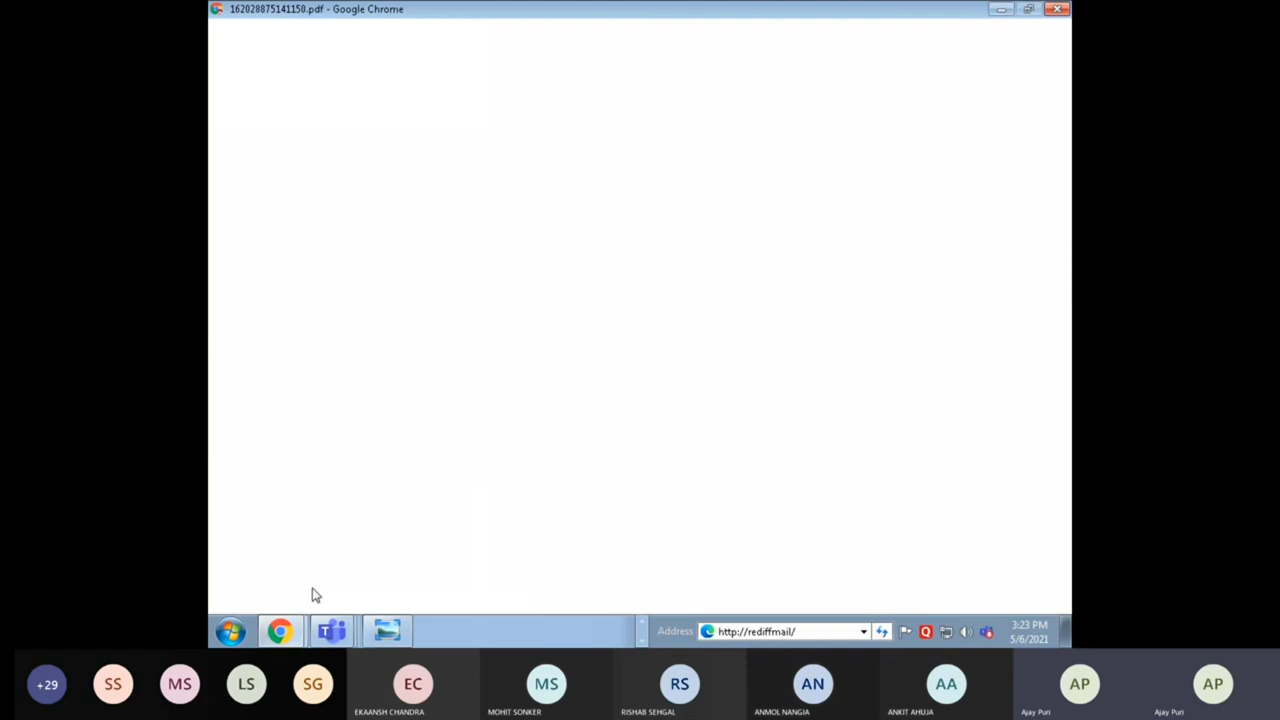 162028875141150.pdf - Google Chrome
Address http://rediffmail/
3:23 PM
5/6/2021
+29 SS MS LS SG EC MS RS AN AA AP AP
EKAANSH CHANDRA MOHIT SONKER RISHAB SEHGAL ANMOL NANGIA ANKIT AHUJA Ajay Puri Ajay Puri